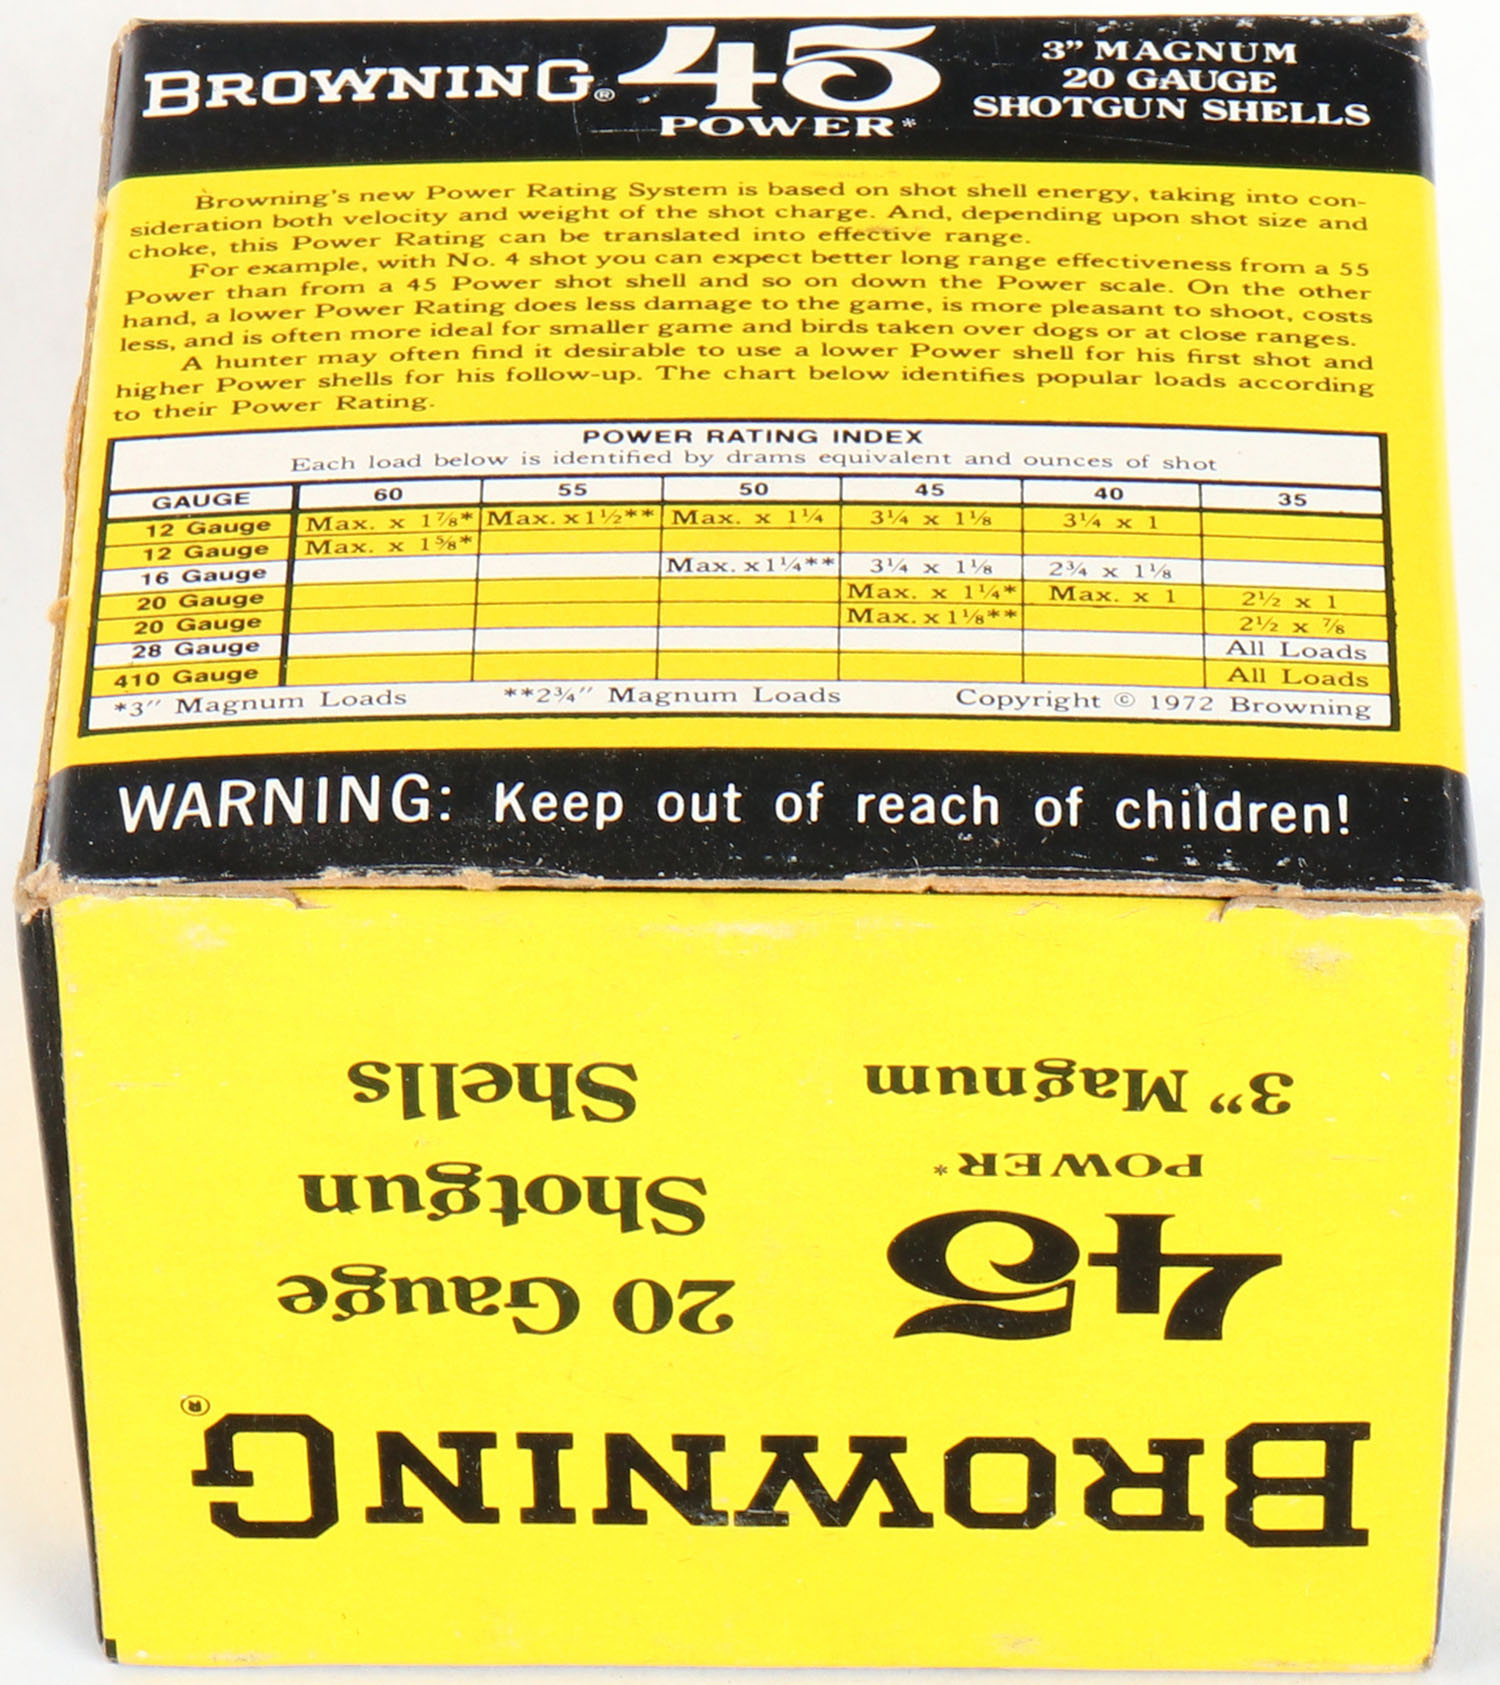 BROWNING® 45 POWER*
3” MAGNUM
20 GAUGE
SHOTGUN SHELLS
Browning's new Power Rating System is based on shot shell energy, taking into con-
sideration both velocity and weight of the shot charge. And, depending upon shot size and
choke, this Power Rating can be translated into effective range.
For example, with No. 4 shot you can expect better long range effectiveness from a 55
Power than from a 45 Power shot shell and so on down the Power scale. On the other
hand, a lower Power Rating does less damage to the game, is more pleasant to shoot, costs
less, and is often more ideal for smaller game and birds taken over dogs or at close ranges.
A hunter may often find it desirable to use a lower Power shell for his first shot and
higher Power shells for his follow-up. The chart below identifies popular loads according
to their Power Rating.
POWER RATING INDEX
Each load below is identified by drams equivalent and ounces of shot
GAUGE 60 55 50 45 40 35
12 Gauge Max. x 1⅞* Max. x 1½** Max. x 1¼ 3¼ x 1⅛ 3¼ x 1
12 Gauge Max. x 1⅝*
16 Gauge Max. x 1¼** 3¼ x 1⅛ 2¾ x 1⅛
20 Gauge Max. x 1¼* Max. x 1 2½ x 1
20 Gauge Max. x 1⅛** 2½ x ⅞
28 Gauge All Loads
410 Gauge All Loads
*3″ Magnum Loads **2¾″ Magnum Loads Copyright © 1972 Browning
WARNING: Keep out of reach of children!
BROWNING®
45
POWER*
3” Magnum
20 Gauge
Shotgun
Shells